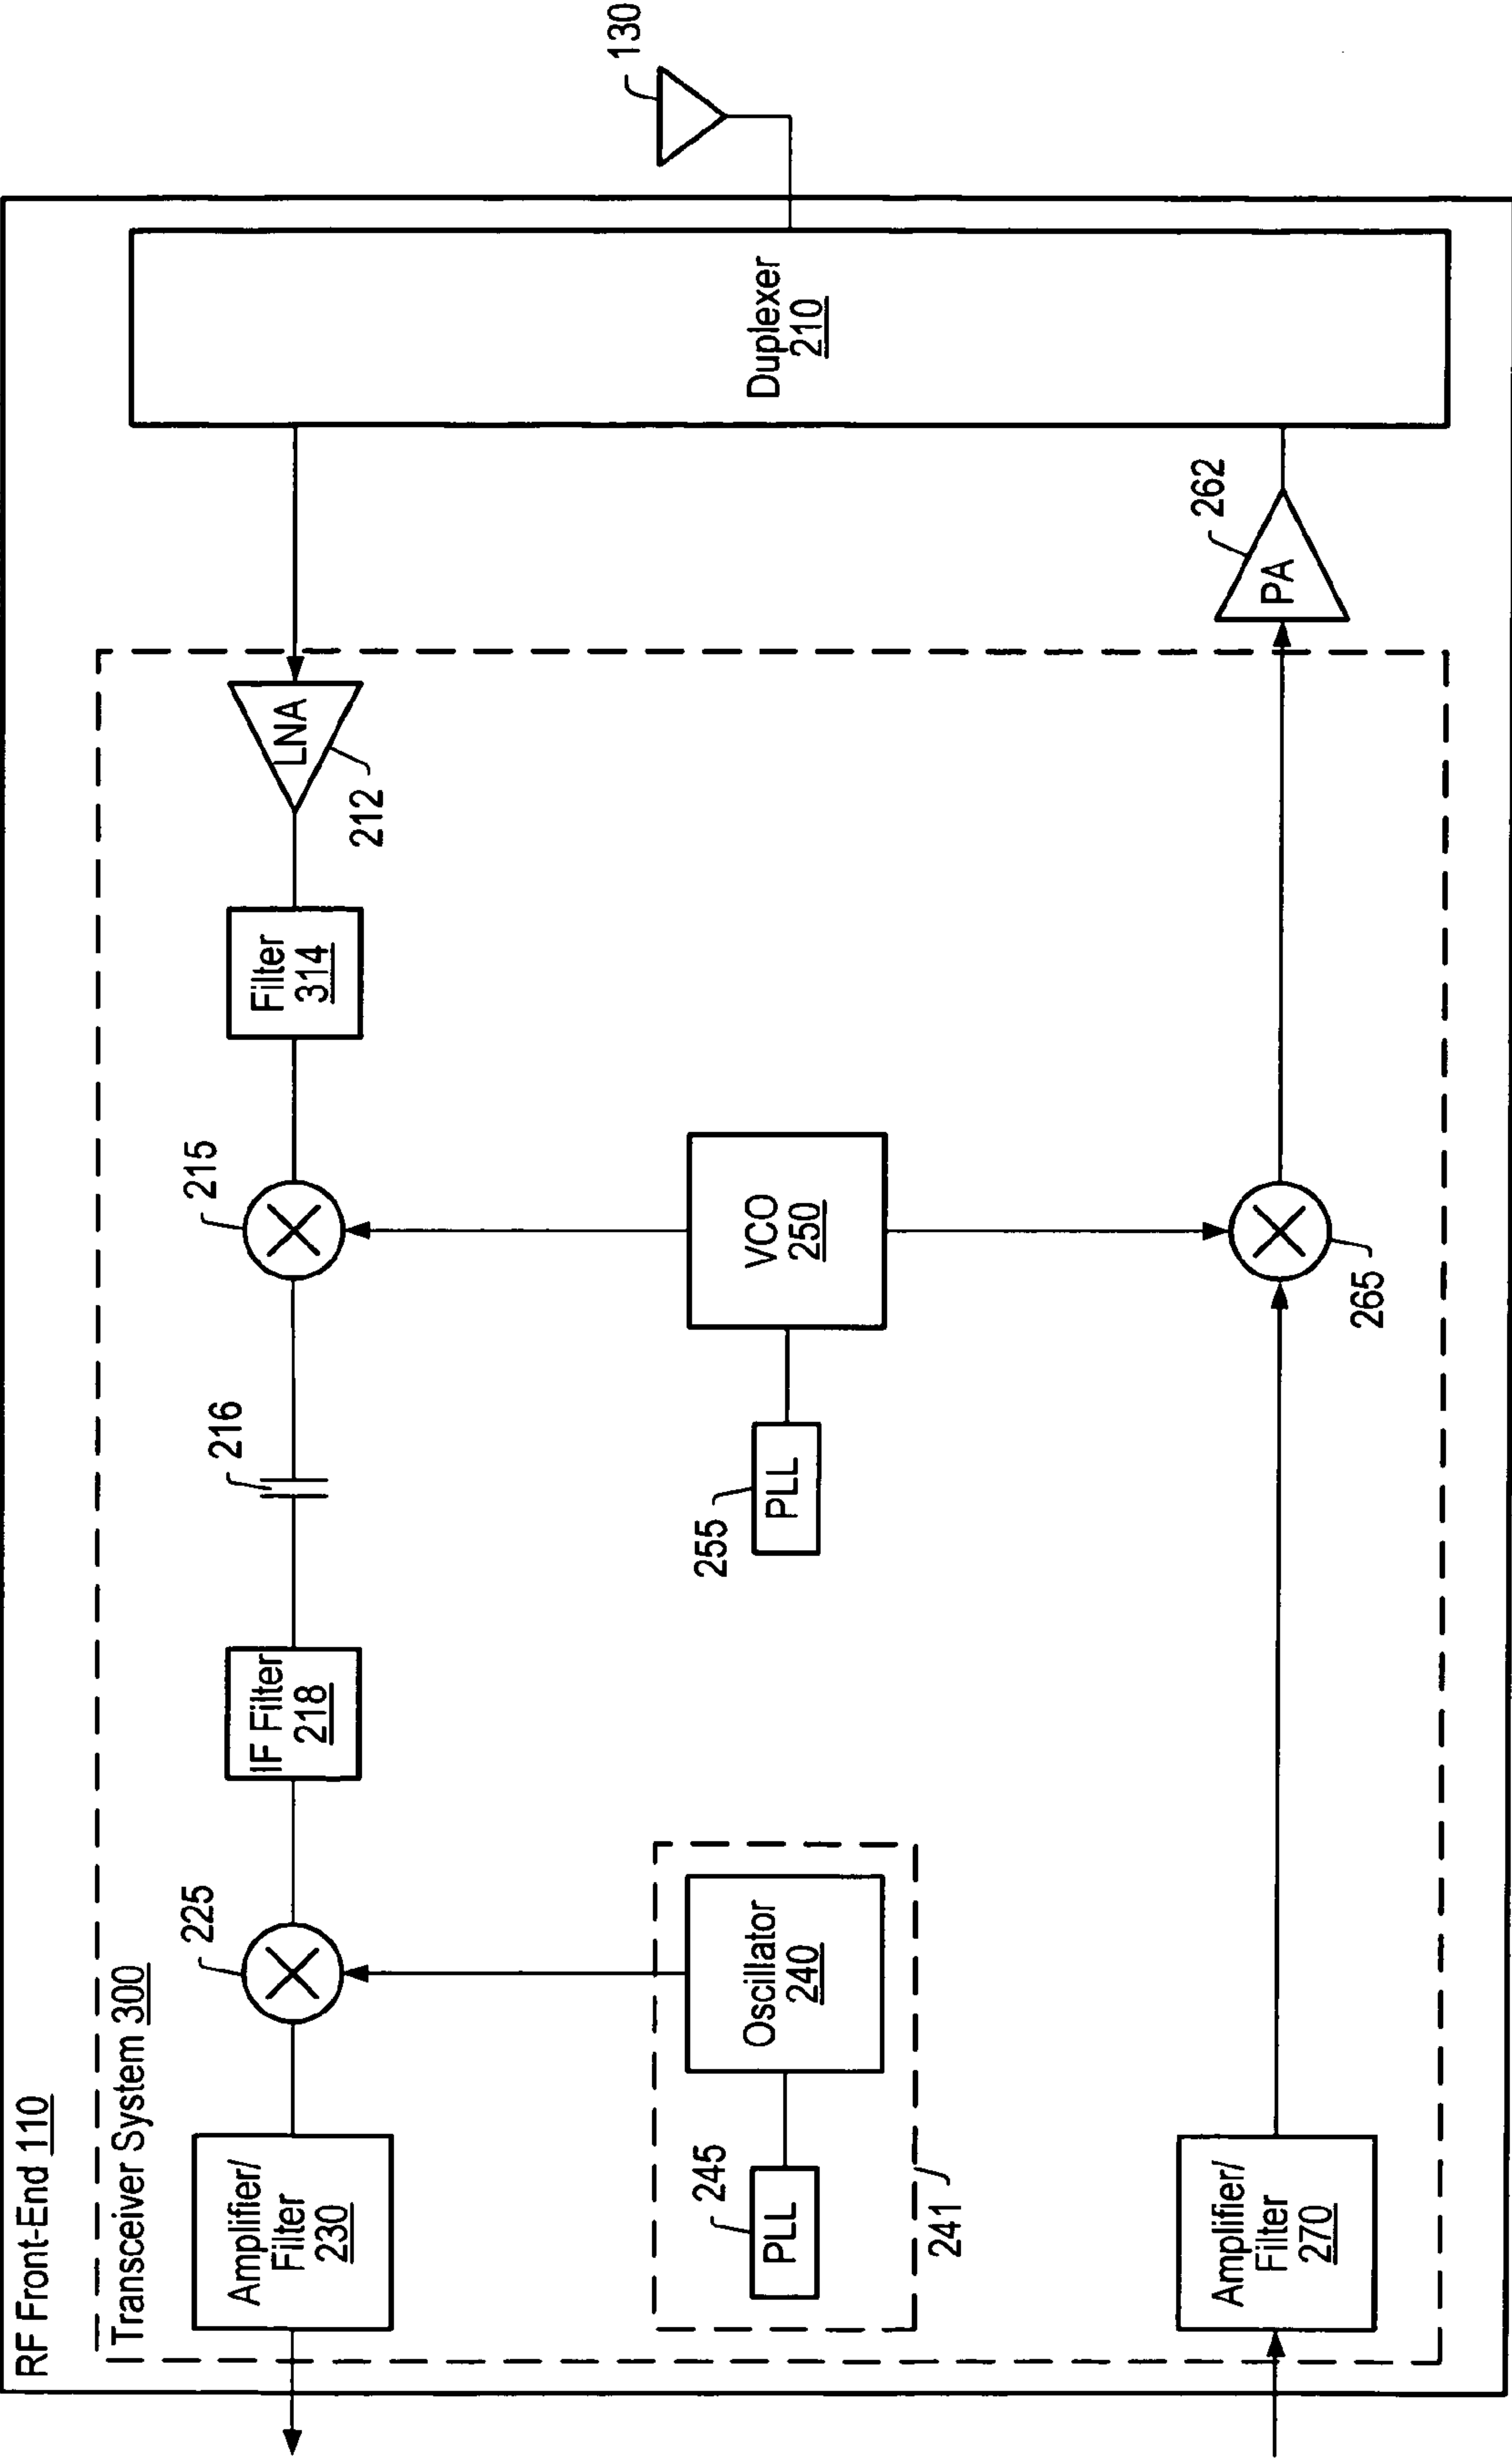 RF Front-End 110
Transceiver System 300
Amplifier/
Filter
230
225
IF Filter
218
216
215
Filter
314
LNA
212
Duplexer
210
130
PLL
245
Oscillator
240
241
PLL
255
VCO
250
Amplifier/
Filter
270
265
PA
262